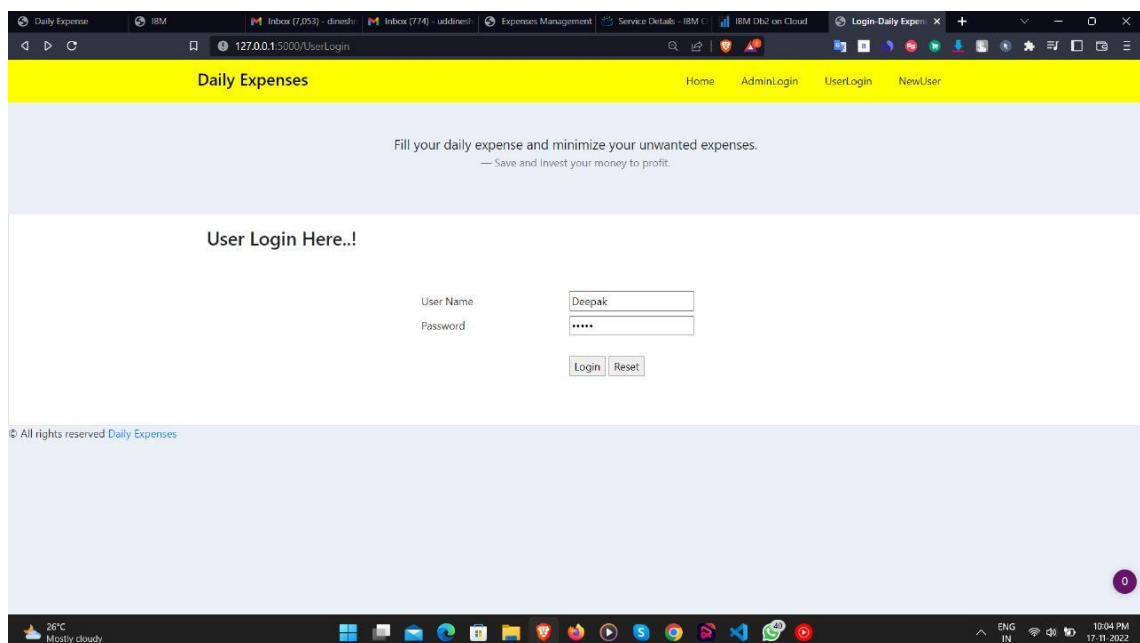 Daily Expense IBM Inbox (7,053) - dineshr Inbox (774) - uddinesh Expenses Management Service Details - IBM C IBM Db2 on Cloud Login-Daily Expen
127.0.0.1:5000/UserLogin
Daily Expenses Home AdminLogin UserLogin NewUser
Fill your daily expense and minimize your unwanted expenses.
— Save and Invest your money to profit.
User Login Here..!
User Name Deepak
Password •••••
Login Reset
© All rights reserved Daily Expenses
0
26°C
Mostly cloudy
40
ENG
IN
10:04 PM
17-11-2022